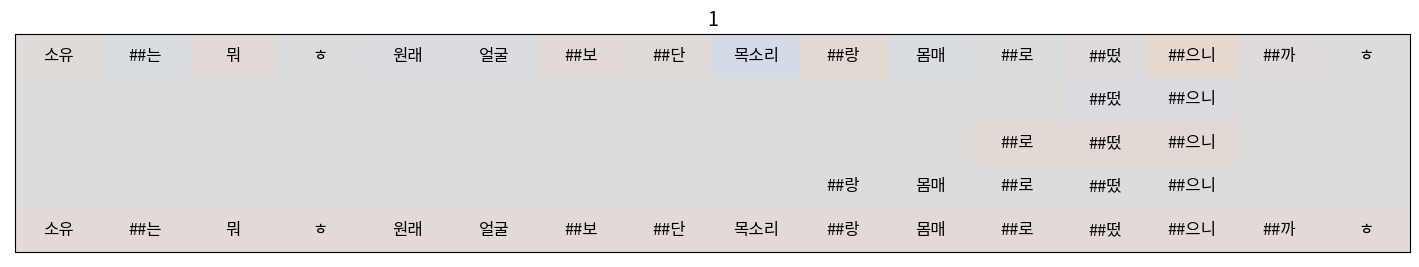 1
소유 ##는 뭐 ㅎ 원래 얼굴 ##보 ##단 목소리 ##랑 몸매 ##로 ##떴 ##으니 ##까 ㅎ
##떴 ##으니
##로 ##떴 ##으니
##랑 몸매 ##로 ##떴 ##으니
소유 ##는 뭐 ㅎ 원래 얼굴 ##보 ##단 목소리 ##랑 몸매 ##로 ##떴 ##으니 ##까 ㅎ